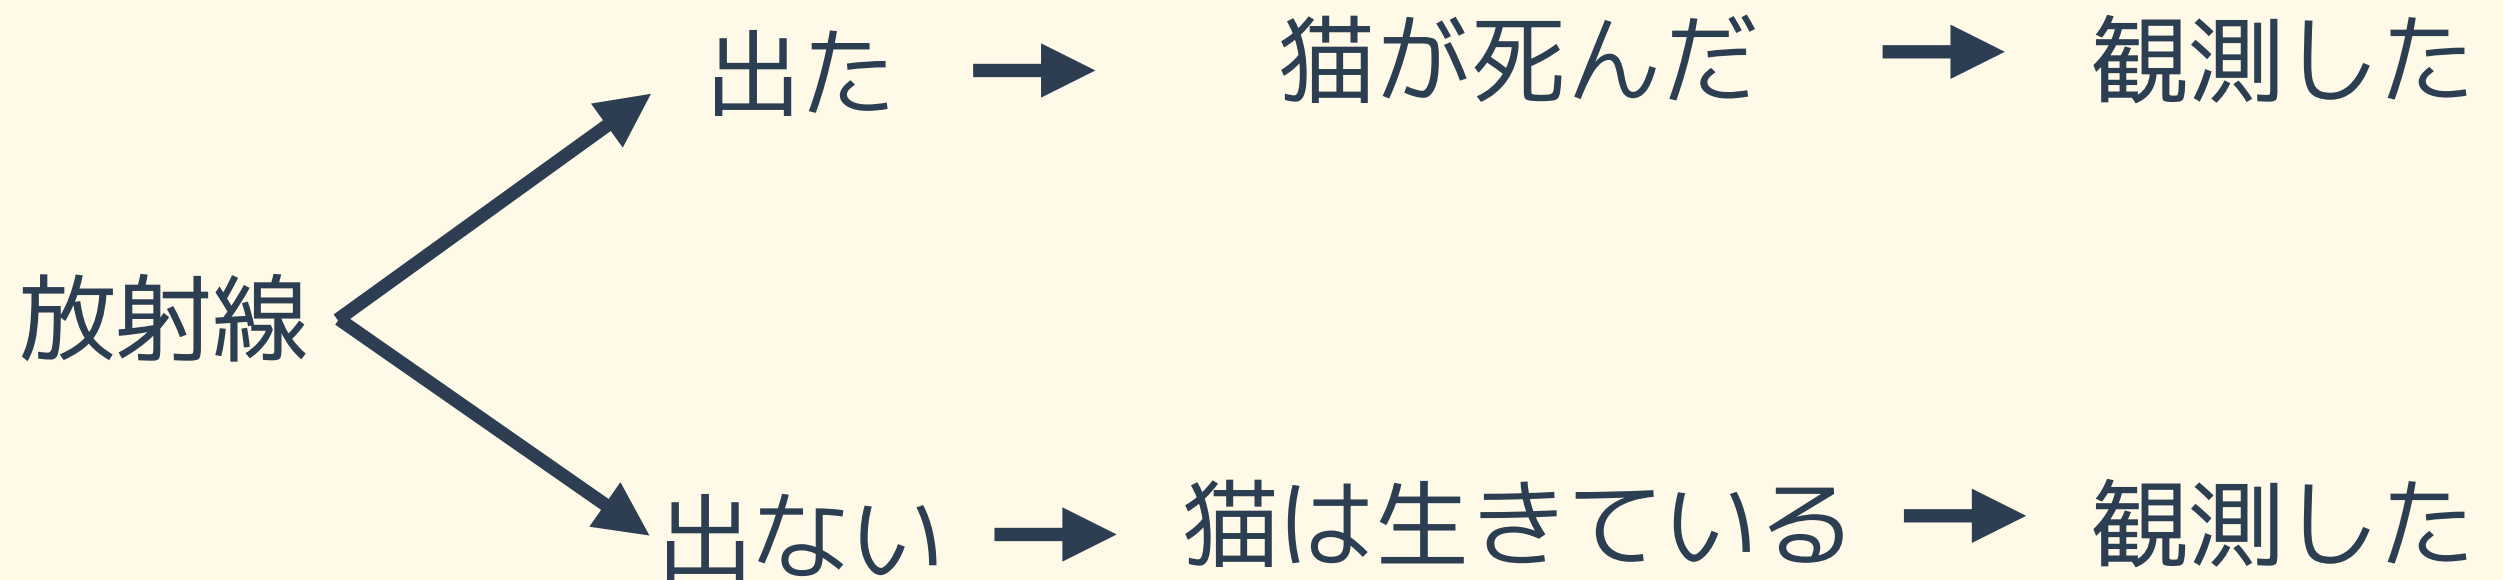 出た
猫が死んだ
観測した
放射線
出ない
猫は生きている
観測した